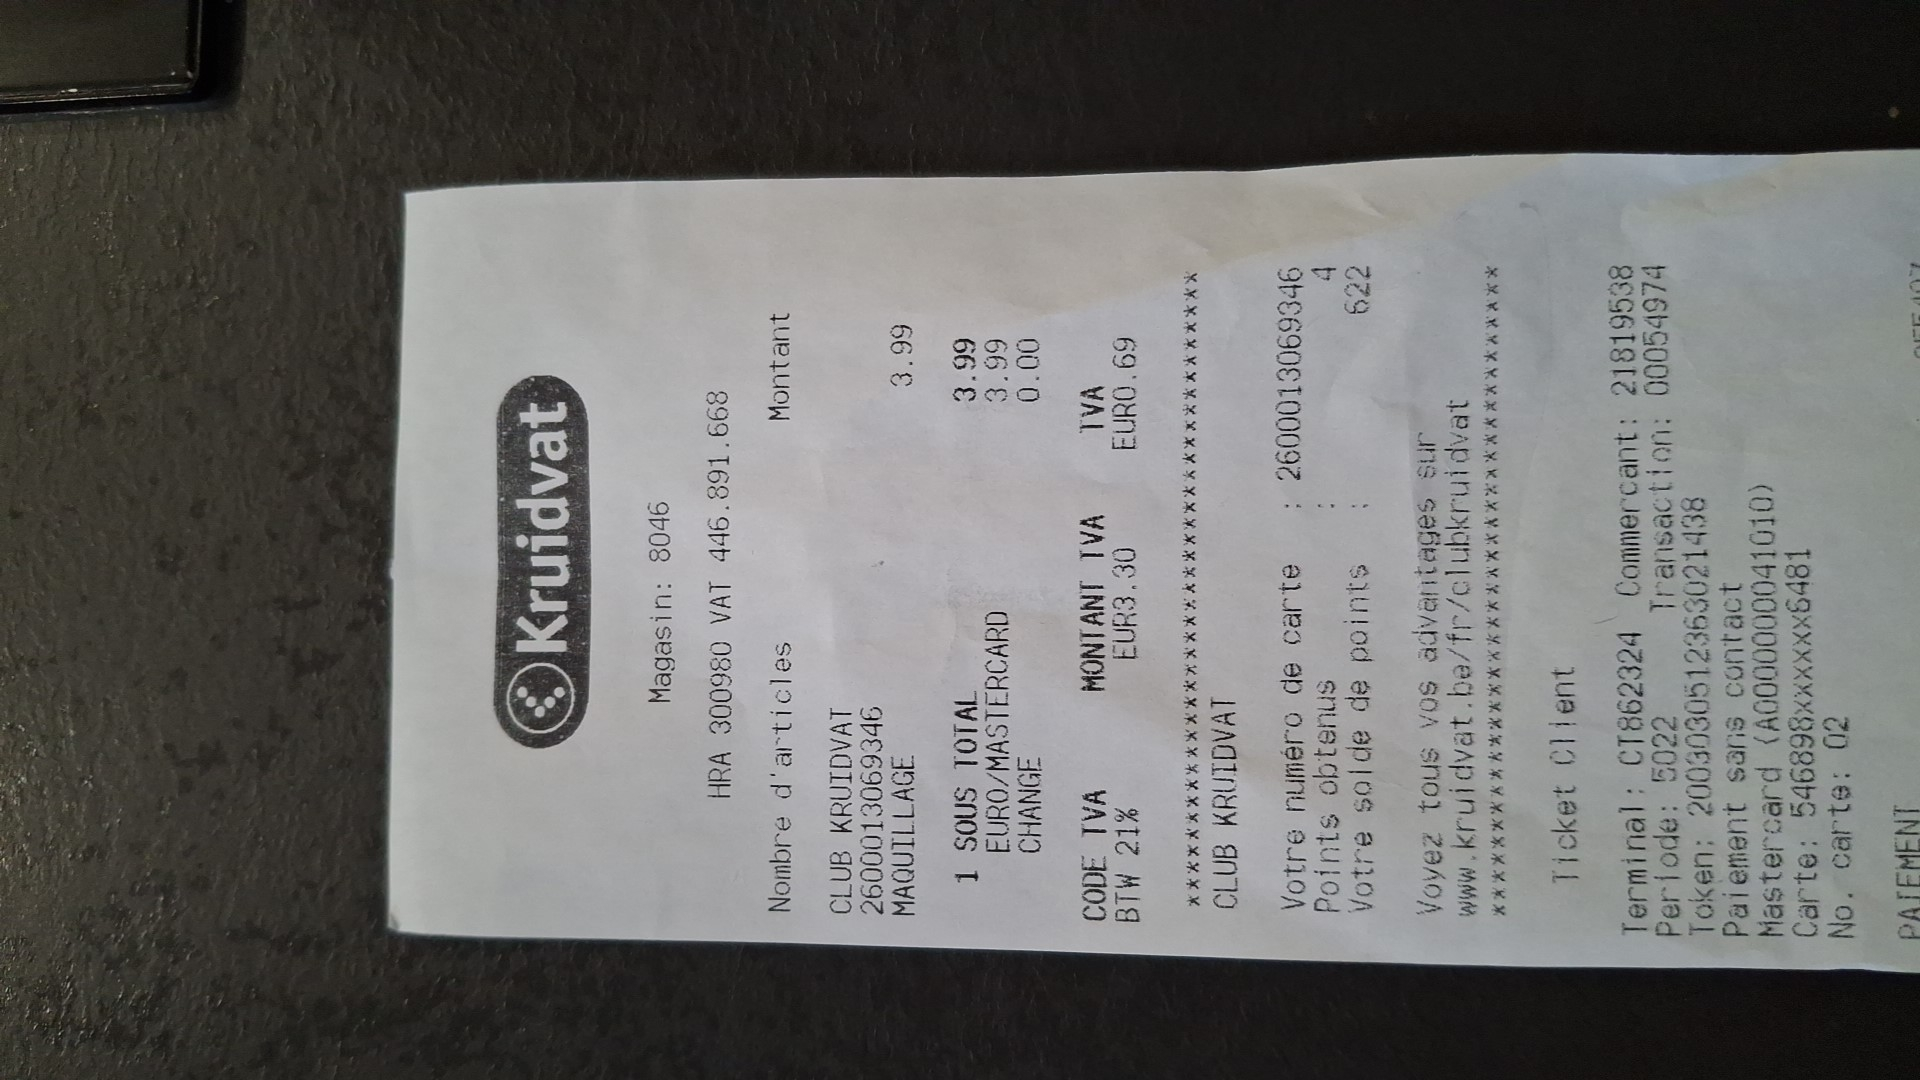 Kruidvat
Magasin: 8046
HRA 300980 VAT 446.891.668
Nombre d'articles Montant
CLUB KRUIDVAT
2600013069346
MAQUILLAGE 3.99
1 SOUS TOTAL 3.99
EURO/MASTERCARD 3.99
CHANGE 0.00
CODE TVA MONTANT TVA TVA
BTW 21% EUR3.30 EUR0.69
****************************************
CLUB KRUIDVAT
Votre numéro de carte : 2600013069346
Points obtenus : 4
Votre solde de points : 622
Voyez tous vos advantages sur
www.kruidvat.be/fr/clubkruidvat
****************************************
Ticket Client
Terminal: CT862324 Commercant: 21819538
Periode: 5022 Transaction: 00054974
Token: 2003030512363021438
Paiement sans contact
Mastercard (A0000000041010)
Carte: 546898xxxxxx6481
No. carte: 02
PAIEMENT